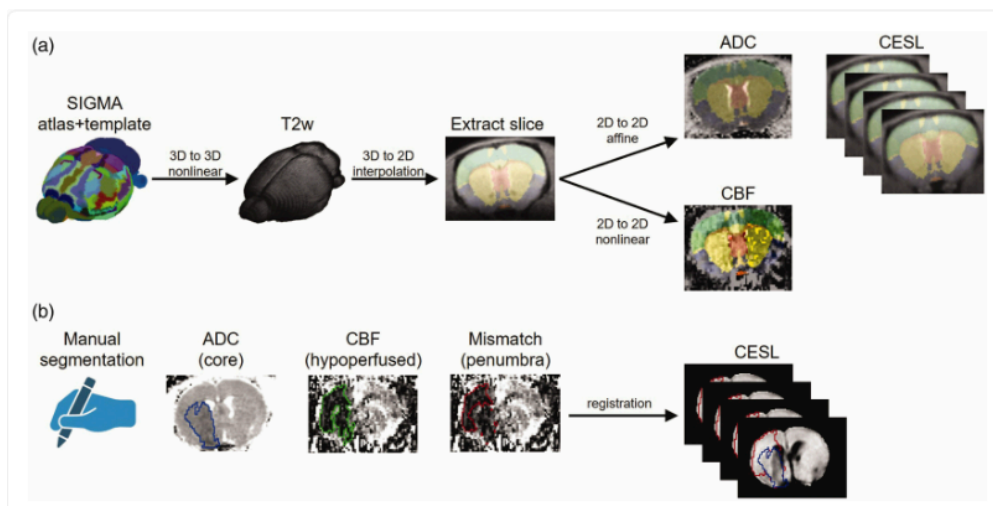 (a)
SIGMA
atlas+template
3D to 3D
nonlinear
T2w
3D to 2D
interpolation
Extract slice
2D to 2D
affine
2D to 2D
nonlinear
ADC
CESL
CBF
(b)
Manual
segmentation
ADC
(core)
CBF
(hypoperfused)
Mismatch
(penumbra)
registration
CESL